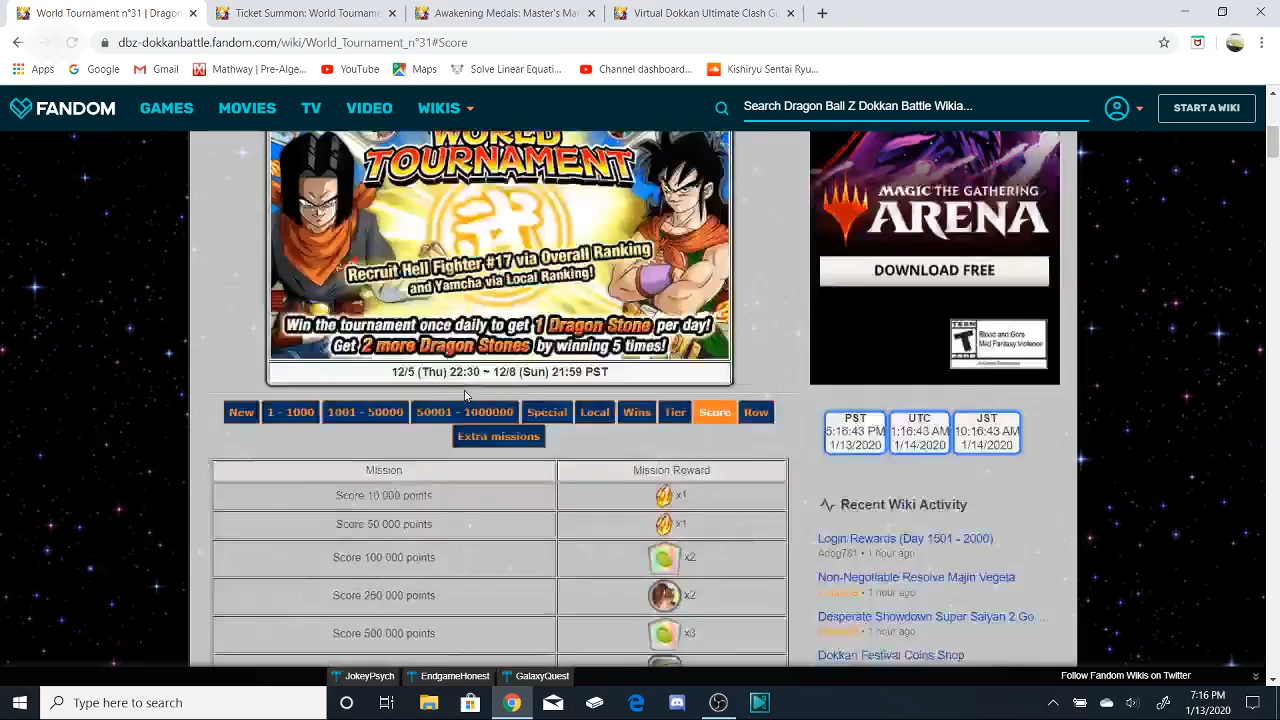 World Tournament n°31 | Dragon
Ticket Summon: World Tourname
Awakening Medals: Master's Mar
Virtual Dokkan Ultimate Clash Gu
dbz-dokkanbattle.fandom.com/wiki/World_Tournament_n°31#Score
Apps
Google
Gmail
Mathway | Pre-Alge...
YouTube
Maps
Solve Linear Equati...
Channel dashboard...
Kishiryu Sentai Ryu...
FANDOM
GAMES
MOVIES
TV
VIDEO
WIKIS
Search Dragon Ball Z Dokkan Battle Wikia...
START A WIKI
WORLD
TOURNAMENT
Recruit Hell Fighter #17 via Overall Ranking
and Yamcha via Local Ranking!
Win the tournament once daily to get 1 Dragon Stone per day!
Get 2 more Dragon Stones by winning 5 times!
12/5 (Thu) 22:30 ~ 12/8 (Sun) 21:59 PST
New
1 - 1000
1001 - 50000
50001 - 1000000
Special
Local
Wins
Tier
Score
Row
Extra missions
Mission
Mission Reward
Score 10 000 points
x1
Score 50 000 points
x1
Score 100 000 points
x2
Score 250 000 points
x2
Score 500 000 points
x3
MAGIC THE GATHERING
ARENA
DOWNLOAD FREE
TEEN
T
Blood and Gore
Mild Fantasy Violence
PST
5:16:43 PM
1/13/2020
UTC
1:16:43 AM
1/14/2020
JST
10:16:43 AM
1/14/2020
Recent Wiki Activity
Login Rewards (Day 1501 - 2000)
Adog781 • 1 hour ago
Non-Negotiable Resolve Majin Vegeta
• 1 hour ago
Desperate Showdown Super Saiyan 2 Go ...
• 1 hour ago
Dokkan Festival Coins Shop
JokeyPsych
EndgameHonest
GalaxyQuest
Follow Fandom Wikis on Twitter
Type here to search
7:16 PM
1/13/2020